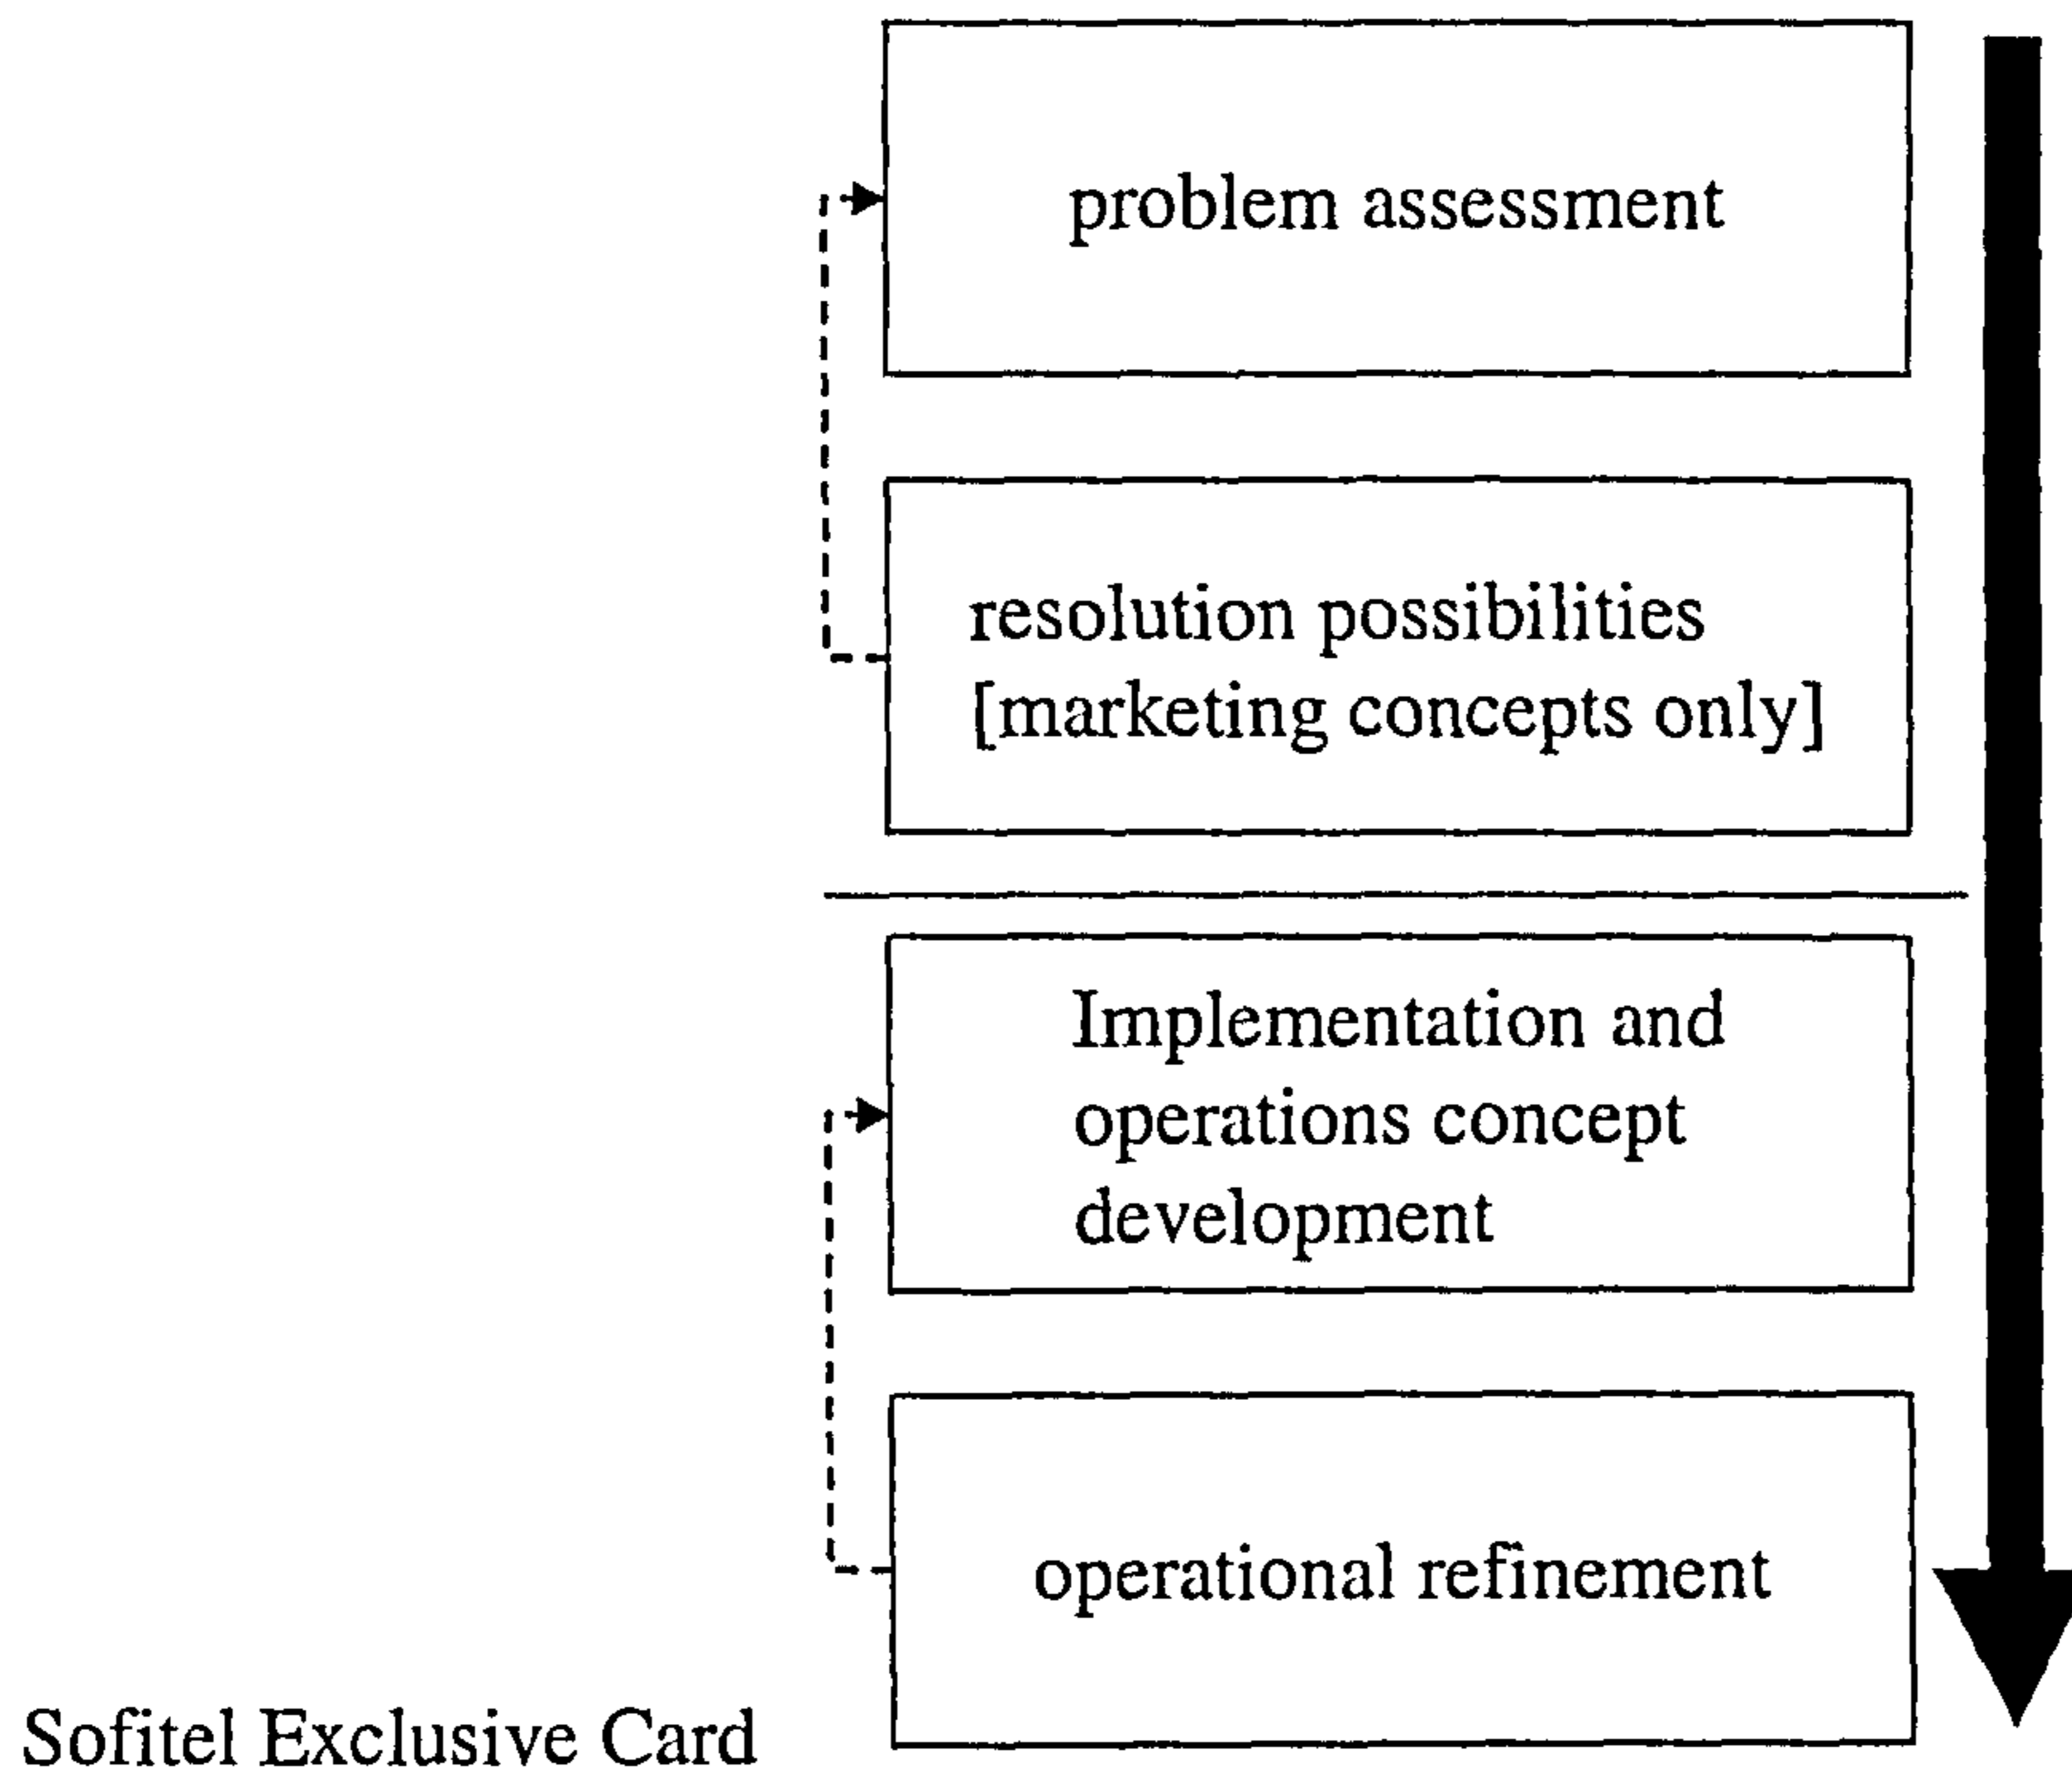 problem assessment
resolution possibilities
[marketing concepts only]
Implementation and
operations concept
development
operational refinement
Sofitel Exclusive Card